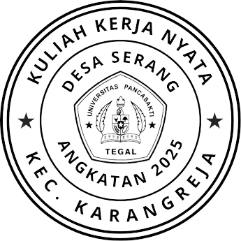 KULIAH KERJA NYATA
DESA SERANG
UNIVERSITAS PANCASAKTI
TEGAL
ANGKATAN 2025
KEC. KARANGREJA